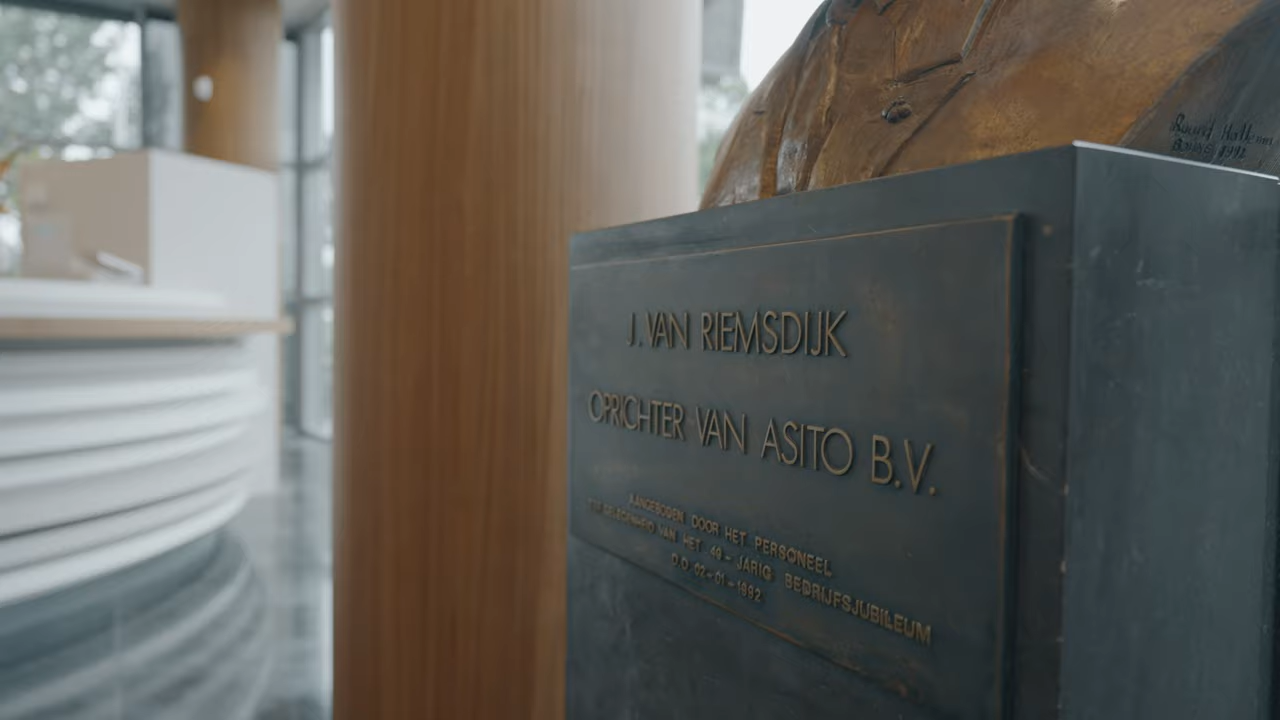 J. VAN RIEMSDIJK
OPRICHTER VAN ASITO B.V.
AANGEBODEN DOOR HET PERSONEEL
TER GELEGENHEID VAN HET 40-JARIG BEDRIJFSJUBILEUM
D.D 02-01-1992
1992